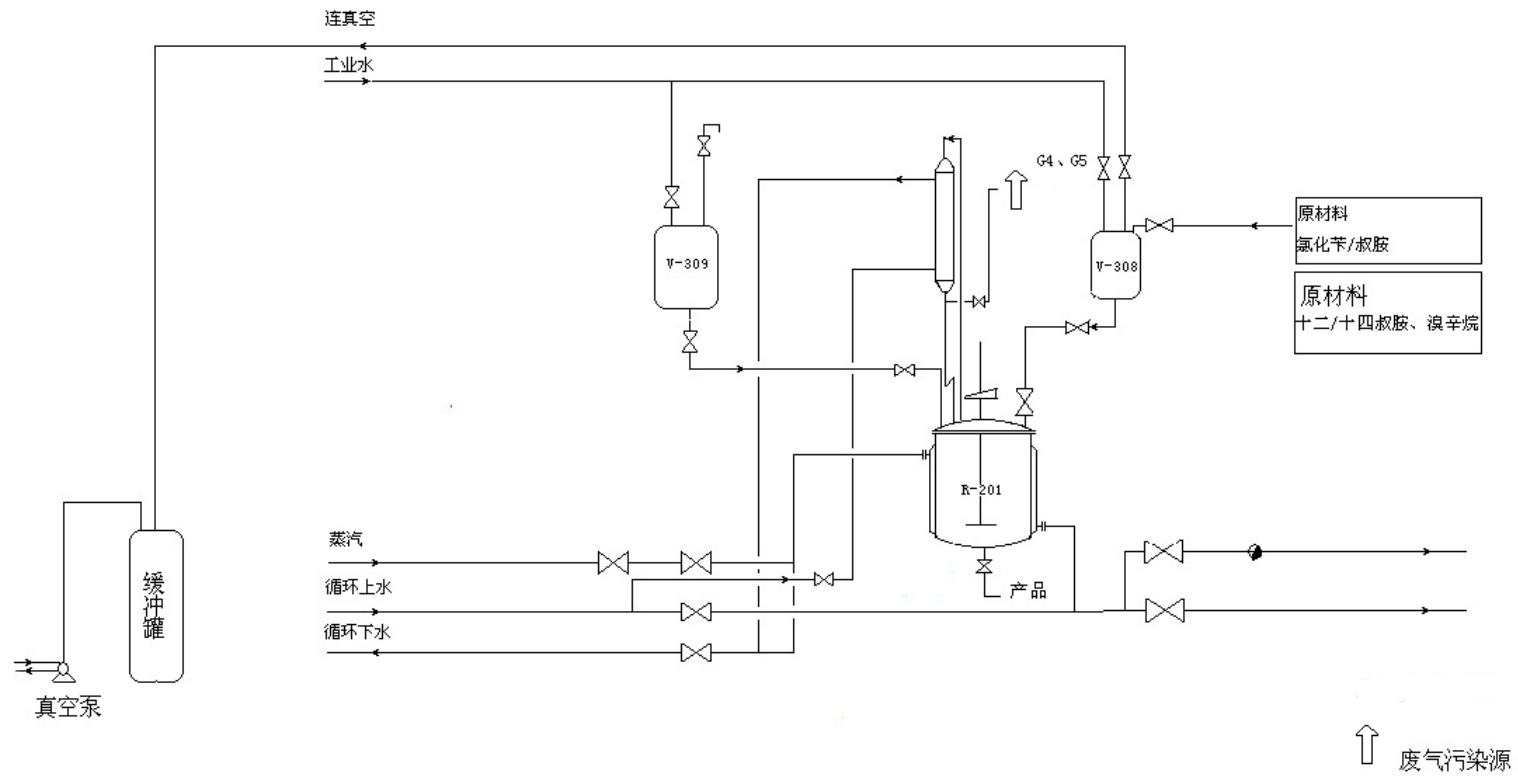 连真空
工业水
G4、G5
原材料
氯化苄/叔胺
V-309
V-308
原材料
十二/十四叔胺、溴辛烷
R-201
蒸汽
缓冲罐
循环上水
产品
循环下水
真空泵
废气污染源